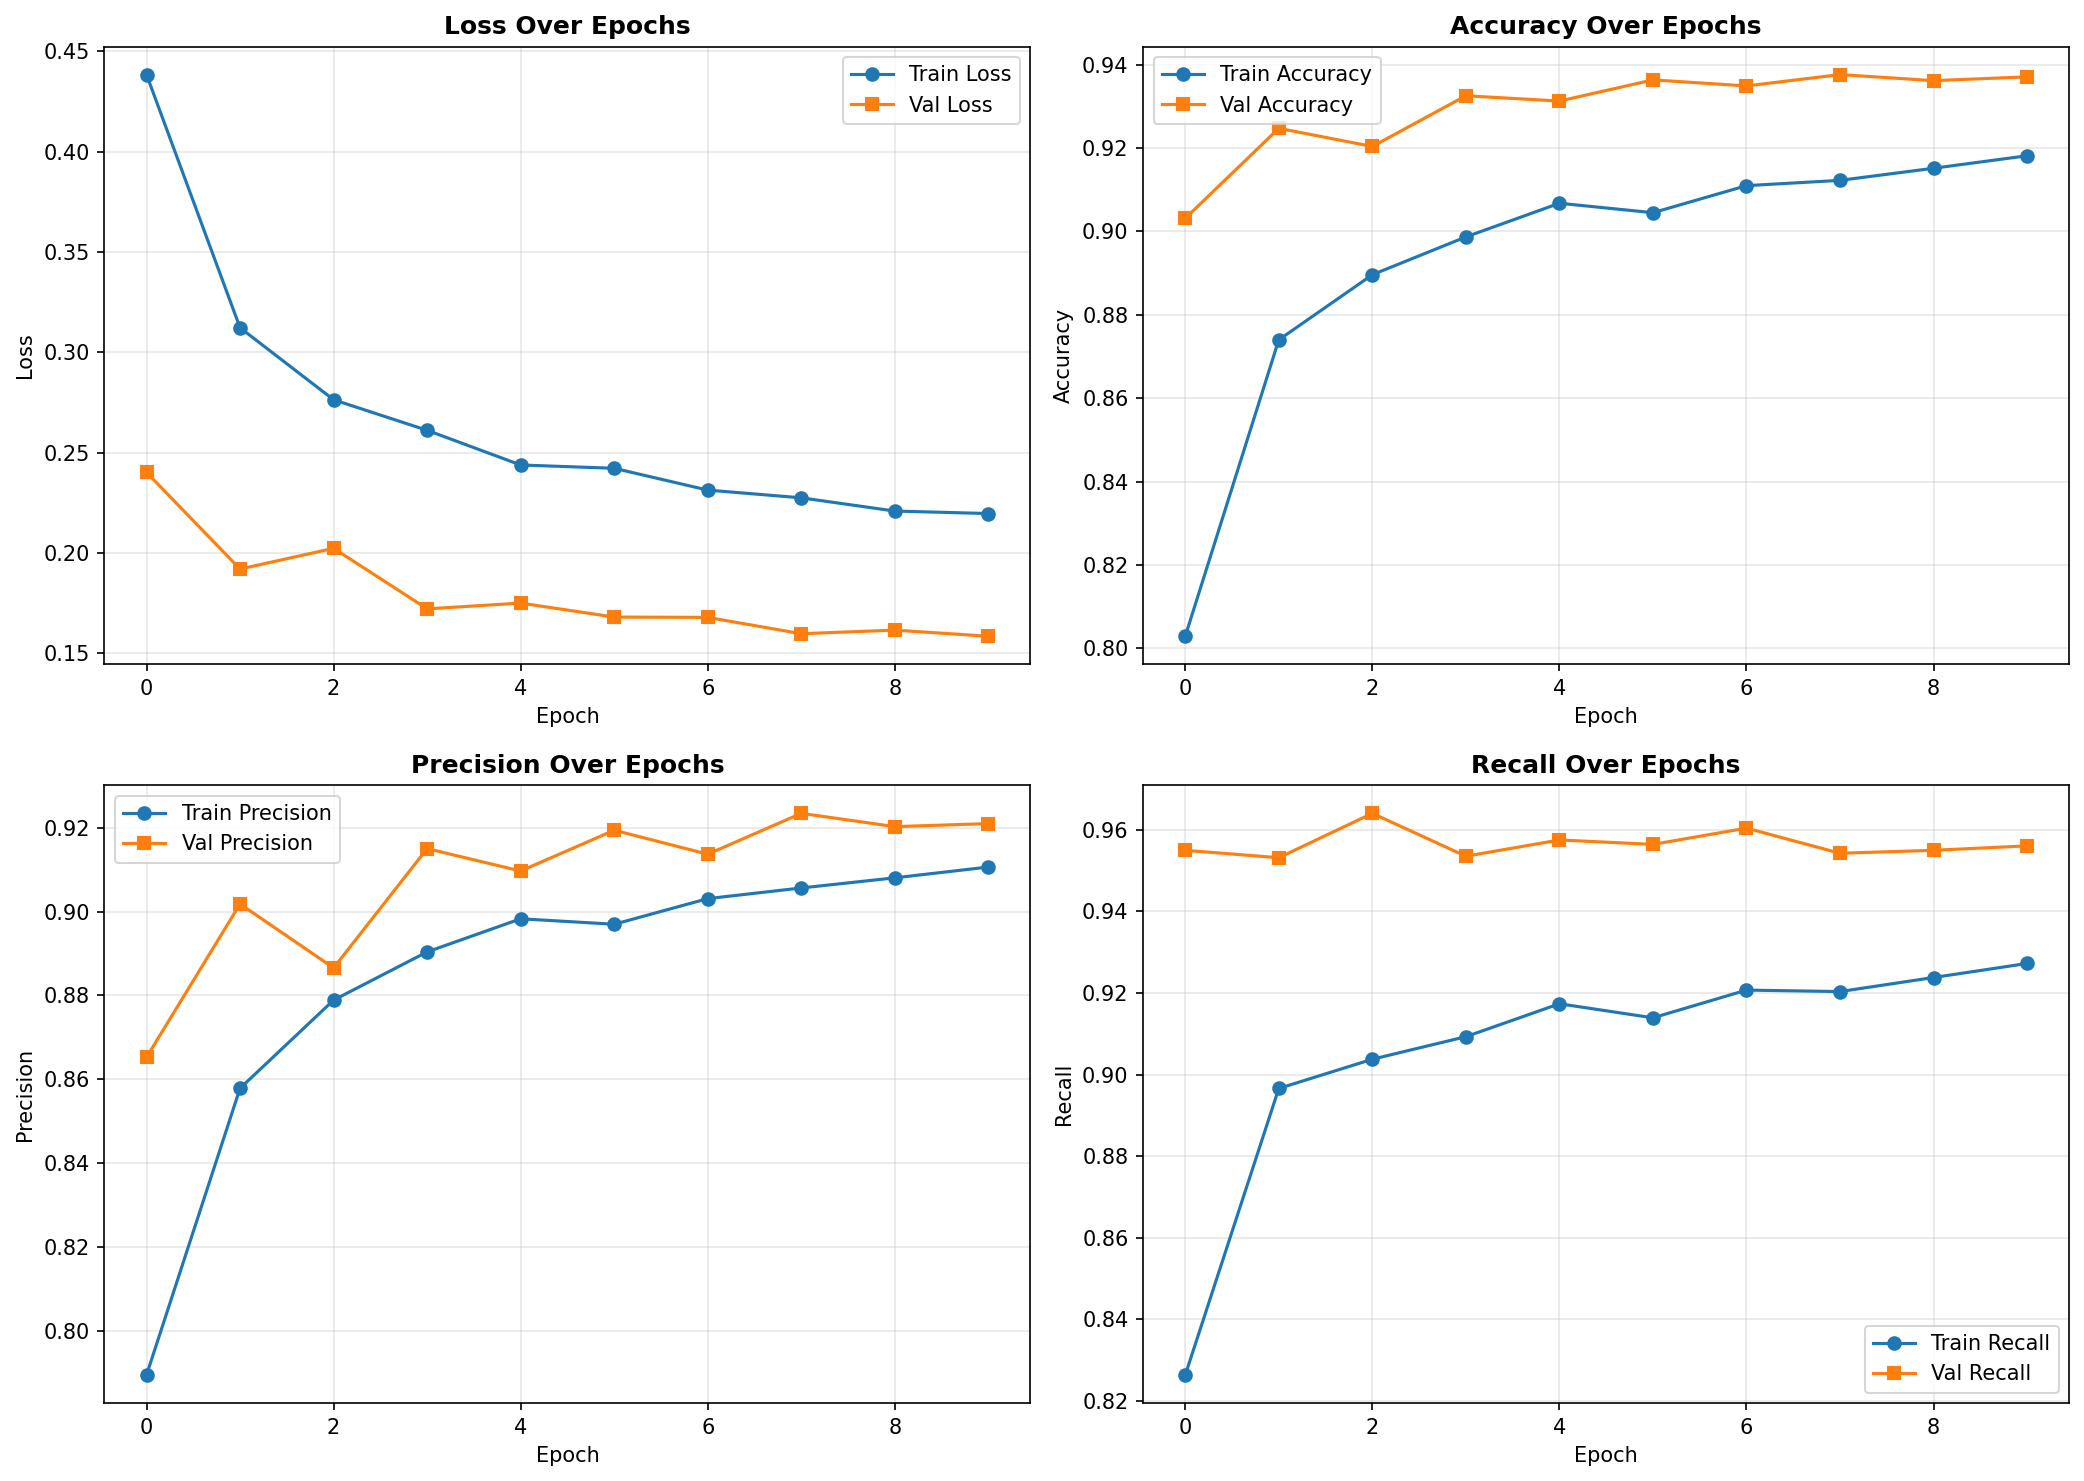 Loss Over Epochs
0.45
0.40
0.35
0.30
0.25
0.20
0.15
Loss
Train Loss
Val Loss
0 2 4 6 8
Epoch
Accuracy Over Epochs
0.94
0.92
0.90
0.88
0.86
0.84
0.82
0.80
Accuracy
Train Accuracy
Val Accuracy
0 2 4 6 8
Epoch
Precision Over Epochs
0.92
0.90
0.88
0.86
0.84
0.82
0.80
Precision
Train Precision
Val Precision
0 2 4 6 8
Epoch
Recall Over Epochs
0.96
0.94
0.92
0.90
0.88
0.86
0.84
0.82
Recall
Train Recall
Val Recall
0 2 4 6 8
Epoch